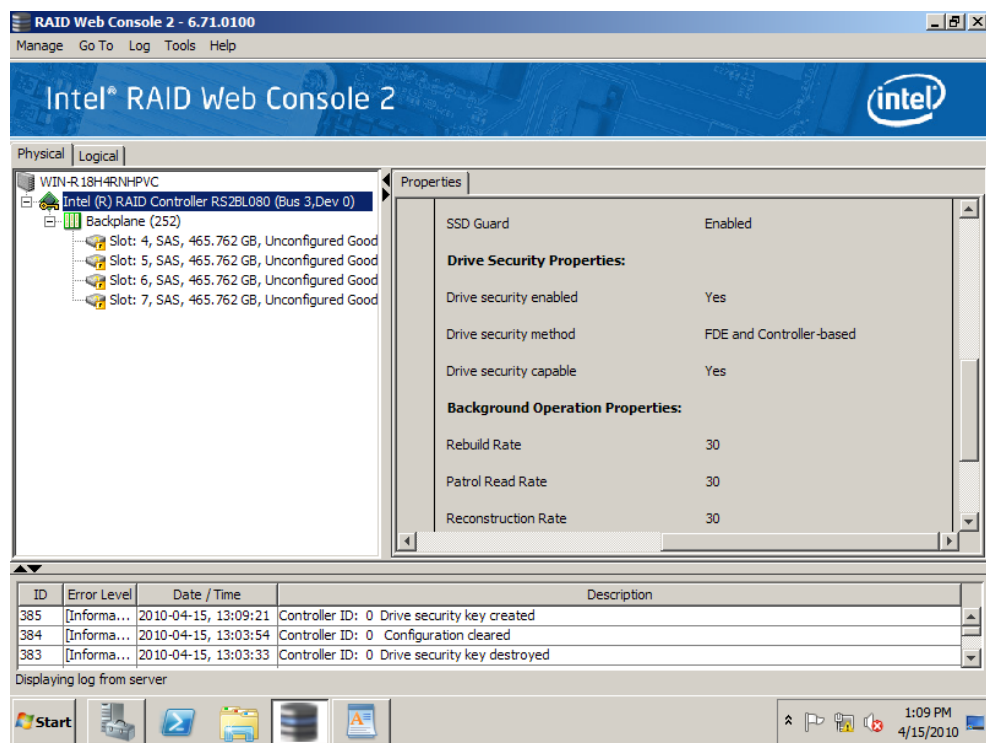 RAID Web Console 2 - 6.71.0100
Manage Go To Log Tools Help
Intel® RAID Web Console 2
intel
Physical Logical
WIN-R18H4RNHPVC
Intel (R) RAID Controller RS2BL080 (Bus 3,Dev 0)
Backplane (252)
Slot: 4, SAS, 465.762 GB, Unconfigured Good
Slot: 5, SAS, 465.762 GB, Unconfigured Good
Slot: 6, SAS, 465.762 GB, Unconfigured Good
Slot: 7, SAS, 465.762 GB, Unconfigured Good
Properties
SSD Guard Enabled
Drive Security Properties:
Drive security enabled Yes
Drive security method FDE and Controller-based
Drive security capable Yes
Background Operation Properties:
Rebuild Rate 30
Patrol Read Rate 30
Reconstruction Rate 30
ID Error Level Date / Time Description
385 [Informa... 2010-04-15, 13:09:21 Controller ID: 0 Drive security key created
384 [Informa... 2010-04-15, 13:03:54 Controller ID: 0 Configuration cleared
383 [Informa... 2010-04-15, 13:03:33 Controller ID: 0 Drive security key destroyed
Displaying log from server
Start
1:09 PM
4/15/2010